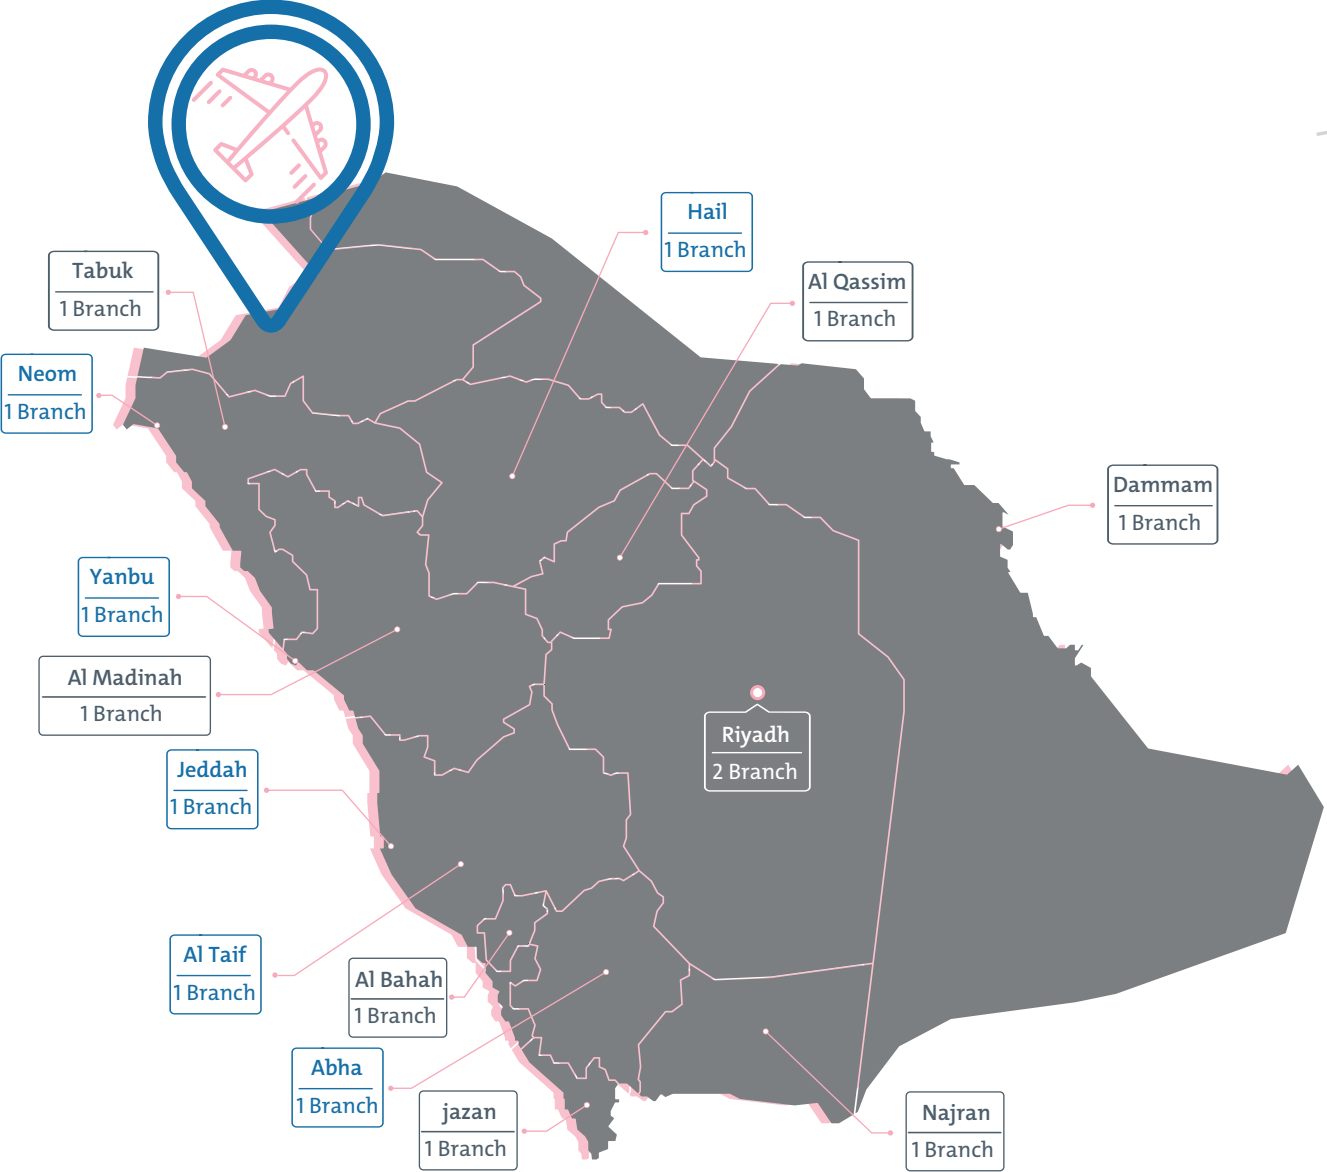 Hail
1 Branch
Tabuk
1 Branch
Al Qassim
1 Branch
Neom
1 Branch
Dammam
1 Branch
Yanbu
1 Branch
Al Madinah
1 Branch
Riyadh
2 Branch
Jeddah
1 Branch
Al Taif
1 Branch
Al Bahah
1 Branch
Abha
1 Branch
jazan
1 Branch
Najran
1 Branch